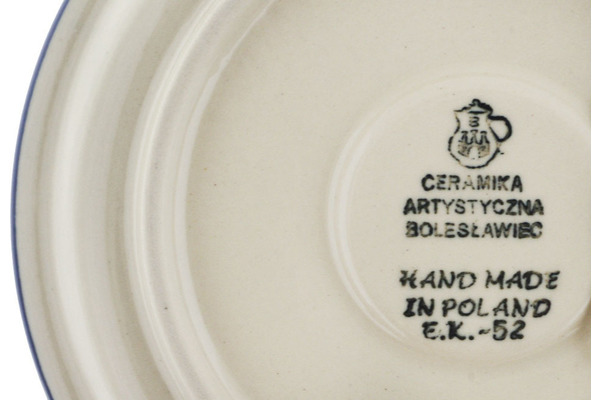 CERAMIKA
ARTYSTYCZNA
BOLESŁAWIEC
HAND MADE
IN POLAND
E.K.-52